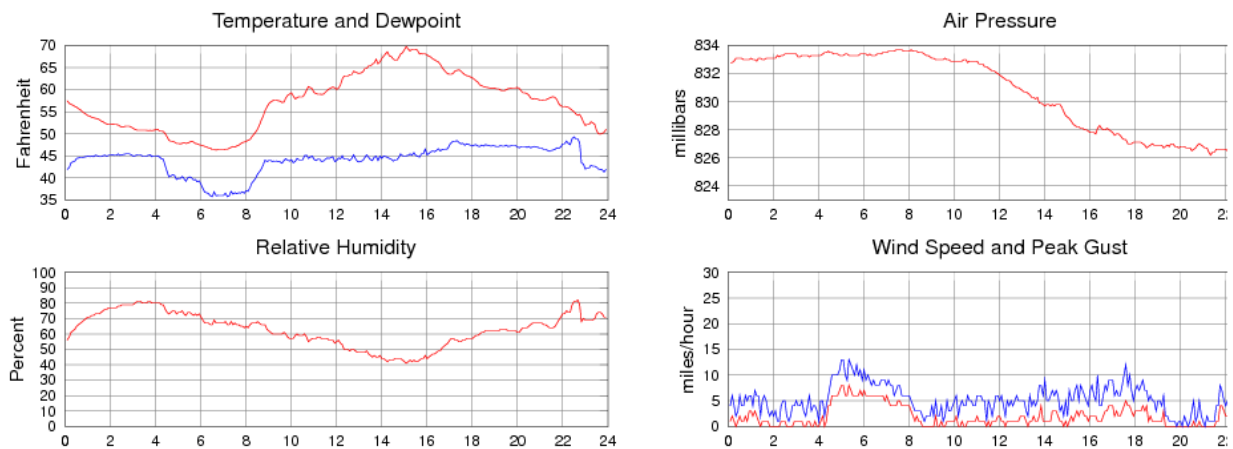 Temperature and Dewpoint
Fahrenheit
70
65
60
55
50
45
40
35
0 2 4 6 8 10 12 14 16 18 20 22 24
Air Pressure
millibars
834
832
830
828
826
824
0 2 4 6 8 10 12 14 16 18 20
Relative Humidity
Percent
100
90
80
70
60
50
40
30
20
10
0
0 2 4 6 8 10 12 14 16 18 20 22 24
Wind Speed and Peak Gust
miles/hour
30
25
20
15
10
5
0
0 2 4 6 8 10 12 14 16 18 20